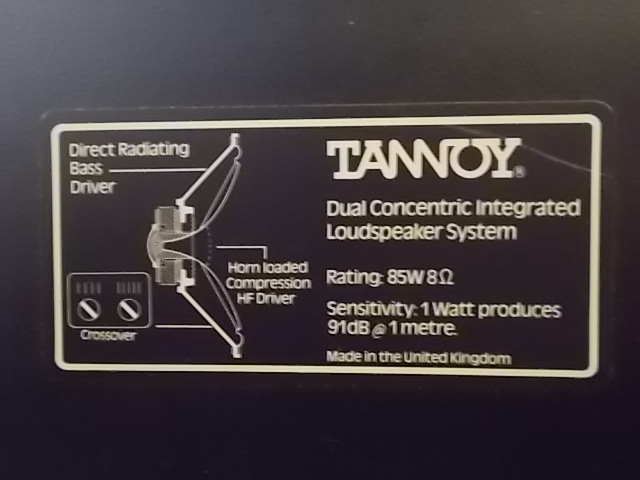 Direct Radiating
Bass
Driver
Horn loaded
Compression
HF Driver
Crossover
TANNOY®
Dual Concentric Integrated
Loudspeaker System
Rating: 85W 8Ω
Sensitivity: 1 Watt produces
91dB @ 1 metre.
Made in the United Kingdom